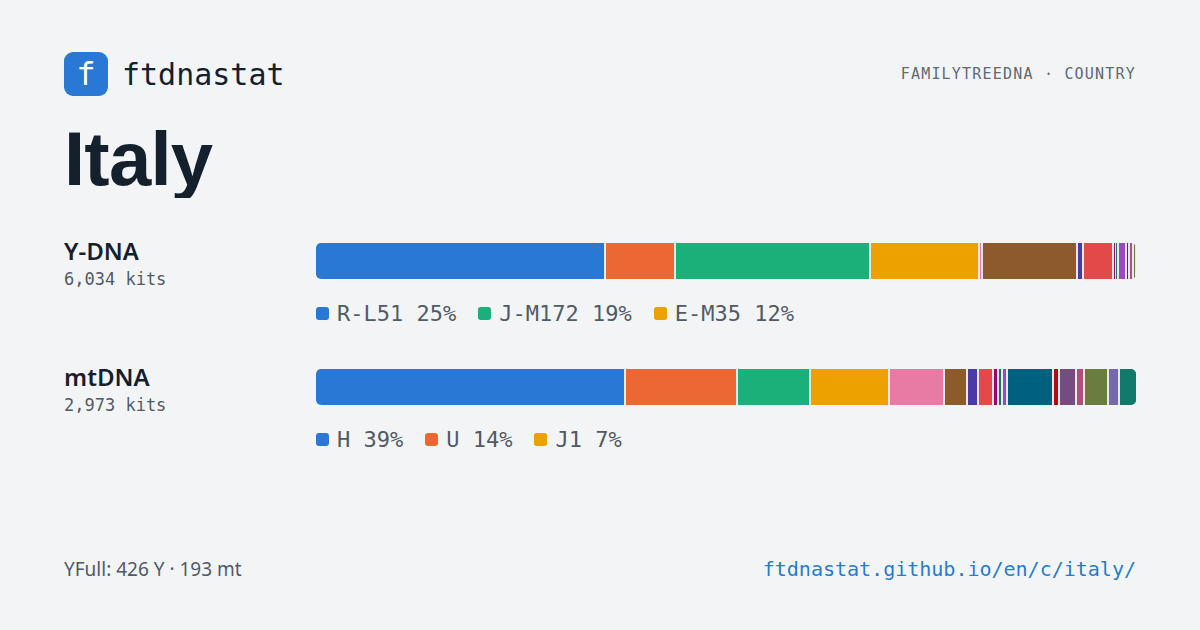 f ftdnastat
FAMILYTREEDNA · COUNTRY
Italy
Y-DNA
6,034 kits
R-L51 25% J-M172 19% E-M35 12%
mtDNA
2,973 kits
H 39% U 14% J1 7%
YFull: 426 Y · 193 mt
ftdnastat.github.io/en/c/italy/